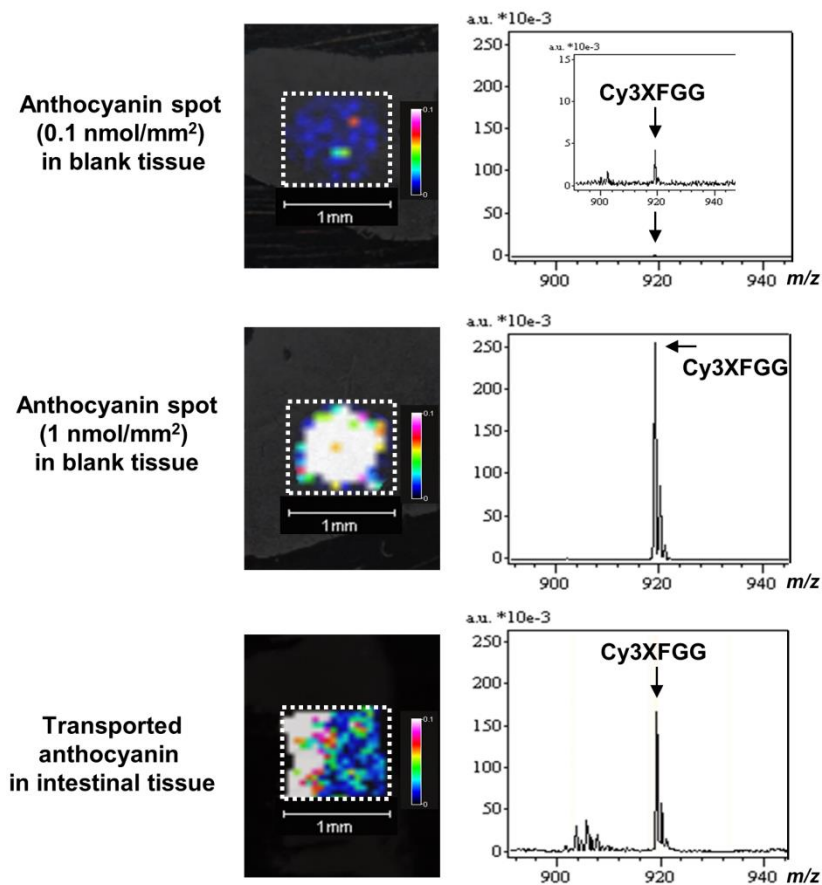 Anthocyanin spot
(0.1 nmol/mm²)
in blank tissue
0.1
0
1mm
a.u. *10e-3
250
200
150
100
50
0
a.u. *10e-3
15
10
5
0
Cy3XFGG
900 920 940
900 920 940 m/z
Anthocyanin spot
(1 nmol/mm²)
in blank tissue
0.1
0
1mm
a.u. *10e-3
250
200
150
100
50
0
Cy3XFGG
900 920 940 m/z
Transported
anthocyanin
in intestinal tissue
0.1
0
1mm
a.u. *10e-3
250
200
150
100
50
0
Cy3XFGG
900 920 940 m/z